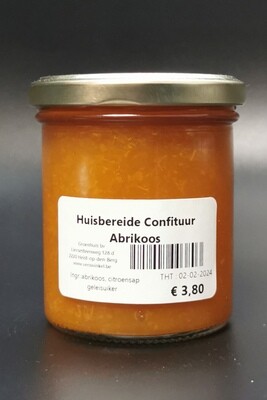 Huisbereide Confituur
Abrikoos
THT : 02-02-2024
Ingr:abrikoos, citroensap
geleisuiker
€ 3,80